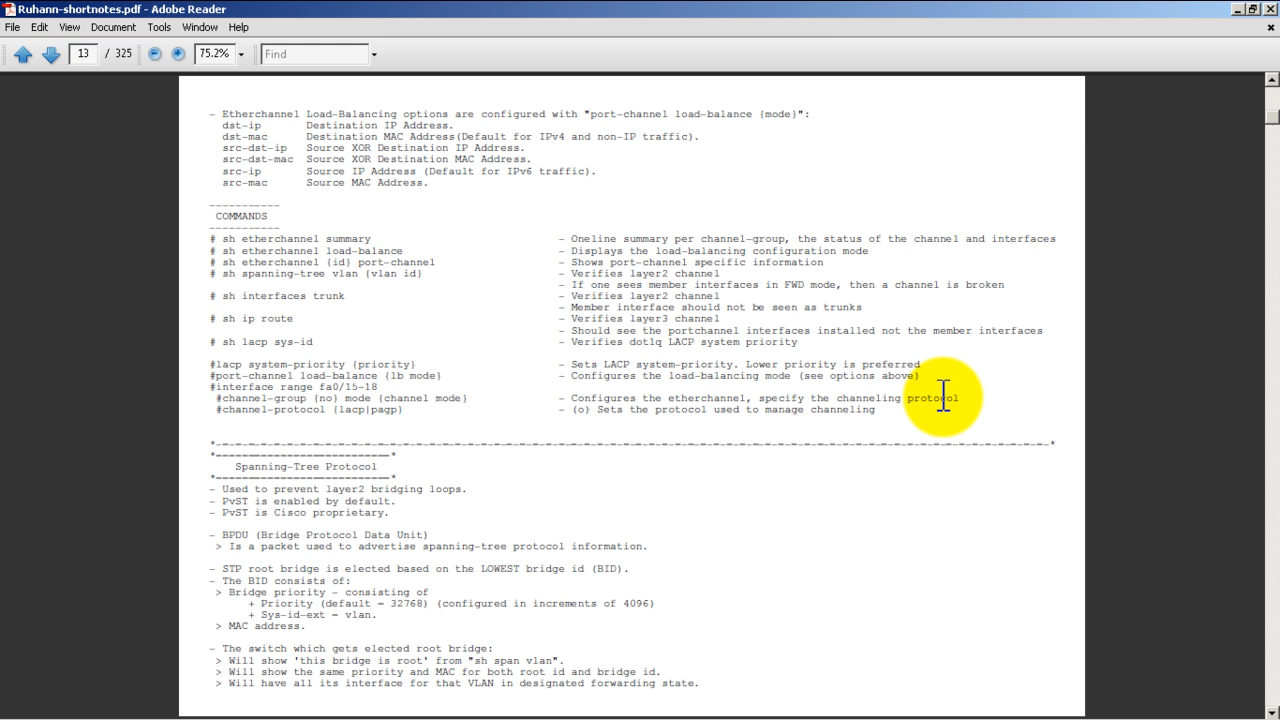 Ruhann-shortnotes.pdf - Adobe Reader
File Edit View Document Tools Window Help
13 / 325 75.2% Find
- Etherchannel Load-Balancing options are configured with "port-channel load-balance {mode}":
dst-ip Destination IP Address.
dst-mac Destination MAC Address(Default for IPv4 and non-IP traffic).
src-dst-ip Source XOR Destination IP Address.
src-dst-mac Source XOR Destination MAC Address.
src-ip Source IP Address (Default for IPv6 traffic).
src-mac Source MAC Address.
-----------
COMMANDS
-----------
# sh etherchannel summary - Oneline summary per channel-group, the status of the channel and interfaces
# sh etherchannel load-balance - Displays the load-balancing configuration mode
# sh etherchannel {id} port-channel - Shows port-channel specific information
# sh spanning-tree vlan {vlan id} - Verifies layer2 channel
- If one sees member interfaces in FWD mode, then a channel is broken
# sh interfaces trunk - Verifies layer2 channel
- Member interface should not be seen as trunks
# sh ip route - Verifies layer3 channel
- Should see the portchannel interfaces installed not the member interfaces
# sh lacp sys-id - Verifies dot1q LACP system priority
#lacp system-priority {priority} - Sets LACP system-priority. Lower priority is preferred
#port-channel load-balance {lb mode} - Configures the load-balancing mode (see options above)
#interface range fa0/15-18
#channel-group {no} mode {channel mode} - Configures the etherchannel, specify the channeling protocol
#channel-protocol {lacp|pagp} - (o) Sets the protocol used to manage channeling
*-=-=-=-=-=-=-=-=-=-=-=-=-=-=-=-=-=-=-=-=-=-=-=-=-=-=-=-=-=-=-=-=-=-=-=-=-=-=-=-=-=-=-=-=-=-=-=-=-=-=-=-=-=-=-=-=-=-=-=-=-=-=-=-=-=-*
*===========================*
Spanning-Tree Protocol
*===========================*
- Used to prevent layer2 bridging loops.
- PvST is enabled by default.
- PvST is Cisco proprietary.
- BPDU (Bridge Protocol Data Unit)
> Is a packet used to advertise spanning-tree protocol information.
- STP root bridge is elected based on the LOWEST bridge id (BID).
- The BID consists of:
> Bridge priority - consisting of
+ Priority (default = 32768) (configured in increments of 4096)
+ Sys-id-ext = vlan.
> MAC address.
- The switch which gets elected root bridge:
> Will show 'this bridge is root' from "sh span vlan".
> Will show the same priority and MAC for both root id and bridge id.
> Will have all its interface for that VLAN in designated forwarding state.